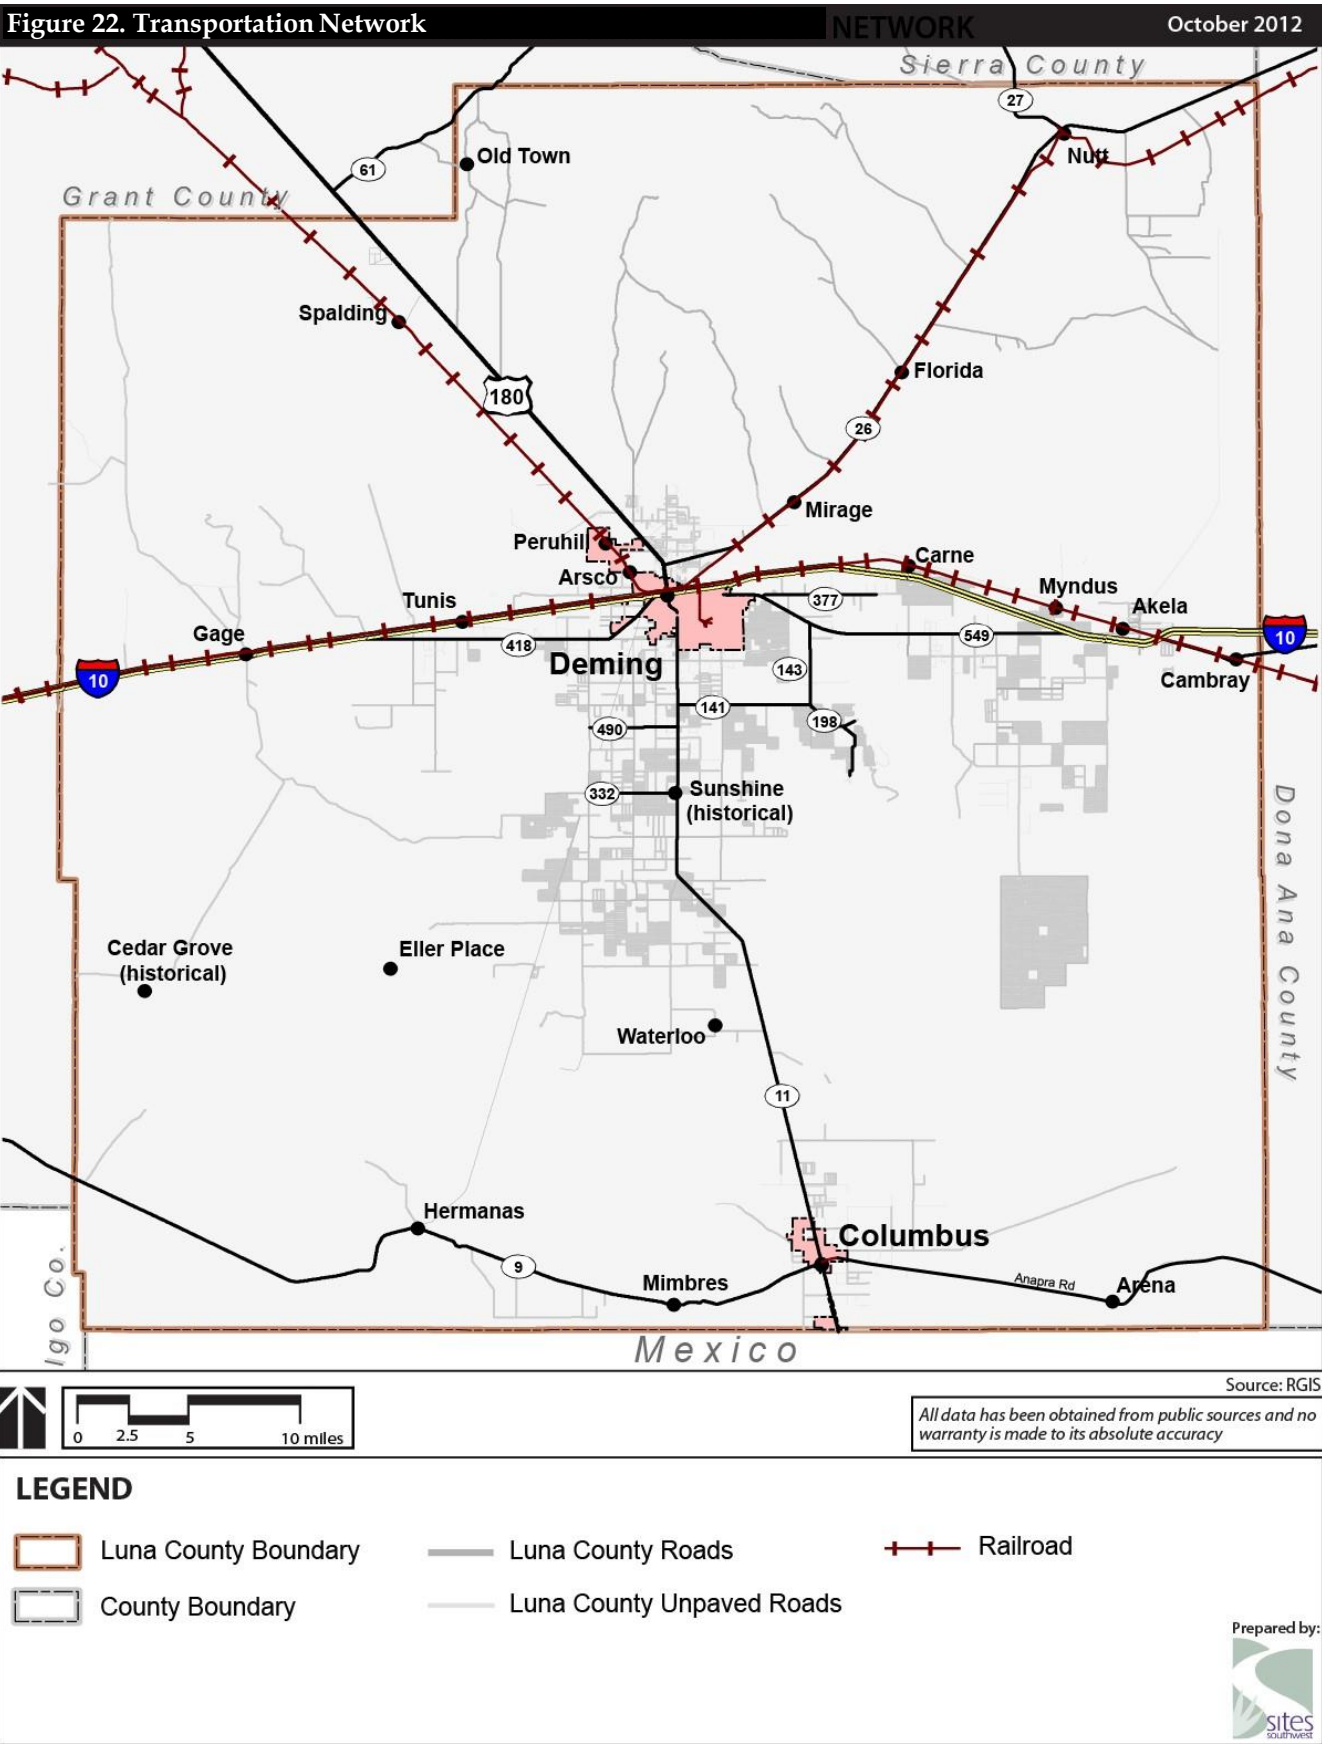 Figure 22. Transportation Network
NETWORK
October 2012
Sierra County
27
Nutt
61
Old Town
Grant County
Spalding
180
Florida
26
Mirage
Peruhill
Arsco
Carne
Myndus
Akela
Tunis
377
Gage
418
549
10
10
Deming
143
Cambray
141
198
490
332
Sunshine
(historical)
Dona Ana County
Cedar Grove
(historical)
Eller Place
Waterloo
11
Hermanas
Columbus
9
Mimbres
Anapra Rd
Arena
lgo Co.
Mexico
Source: RGIS
0 2.5 5 10 miles
All data has been obtained from public sources and no
warranty is made to its absolute accuracy
LEGEND
Luna County Boundary
Luna County Roads
Railroad
County Boundary
Luna County Unpaved Roads
Prepared by:
sites
southwest